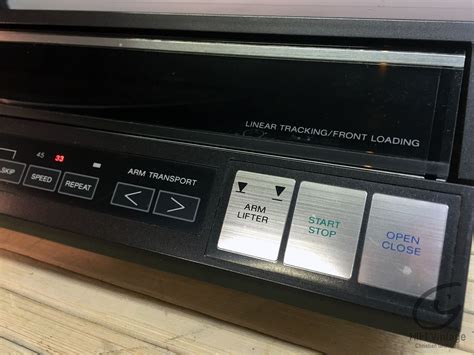 LINEAR TRACKING/FRONT LOADING
45 33
SKIP
SPEED
REPEAT
ARM TRANSPORT
< >
ARM
LIFTER
START
STOP
OPEN
CLOSE